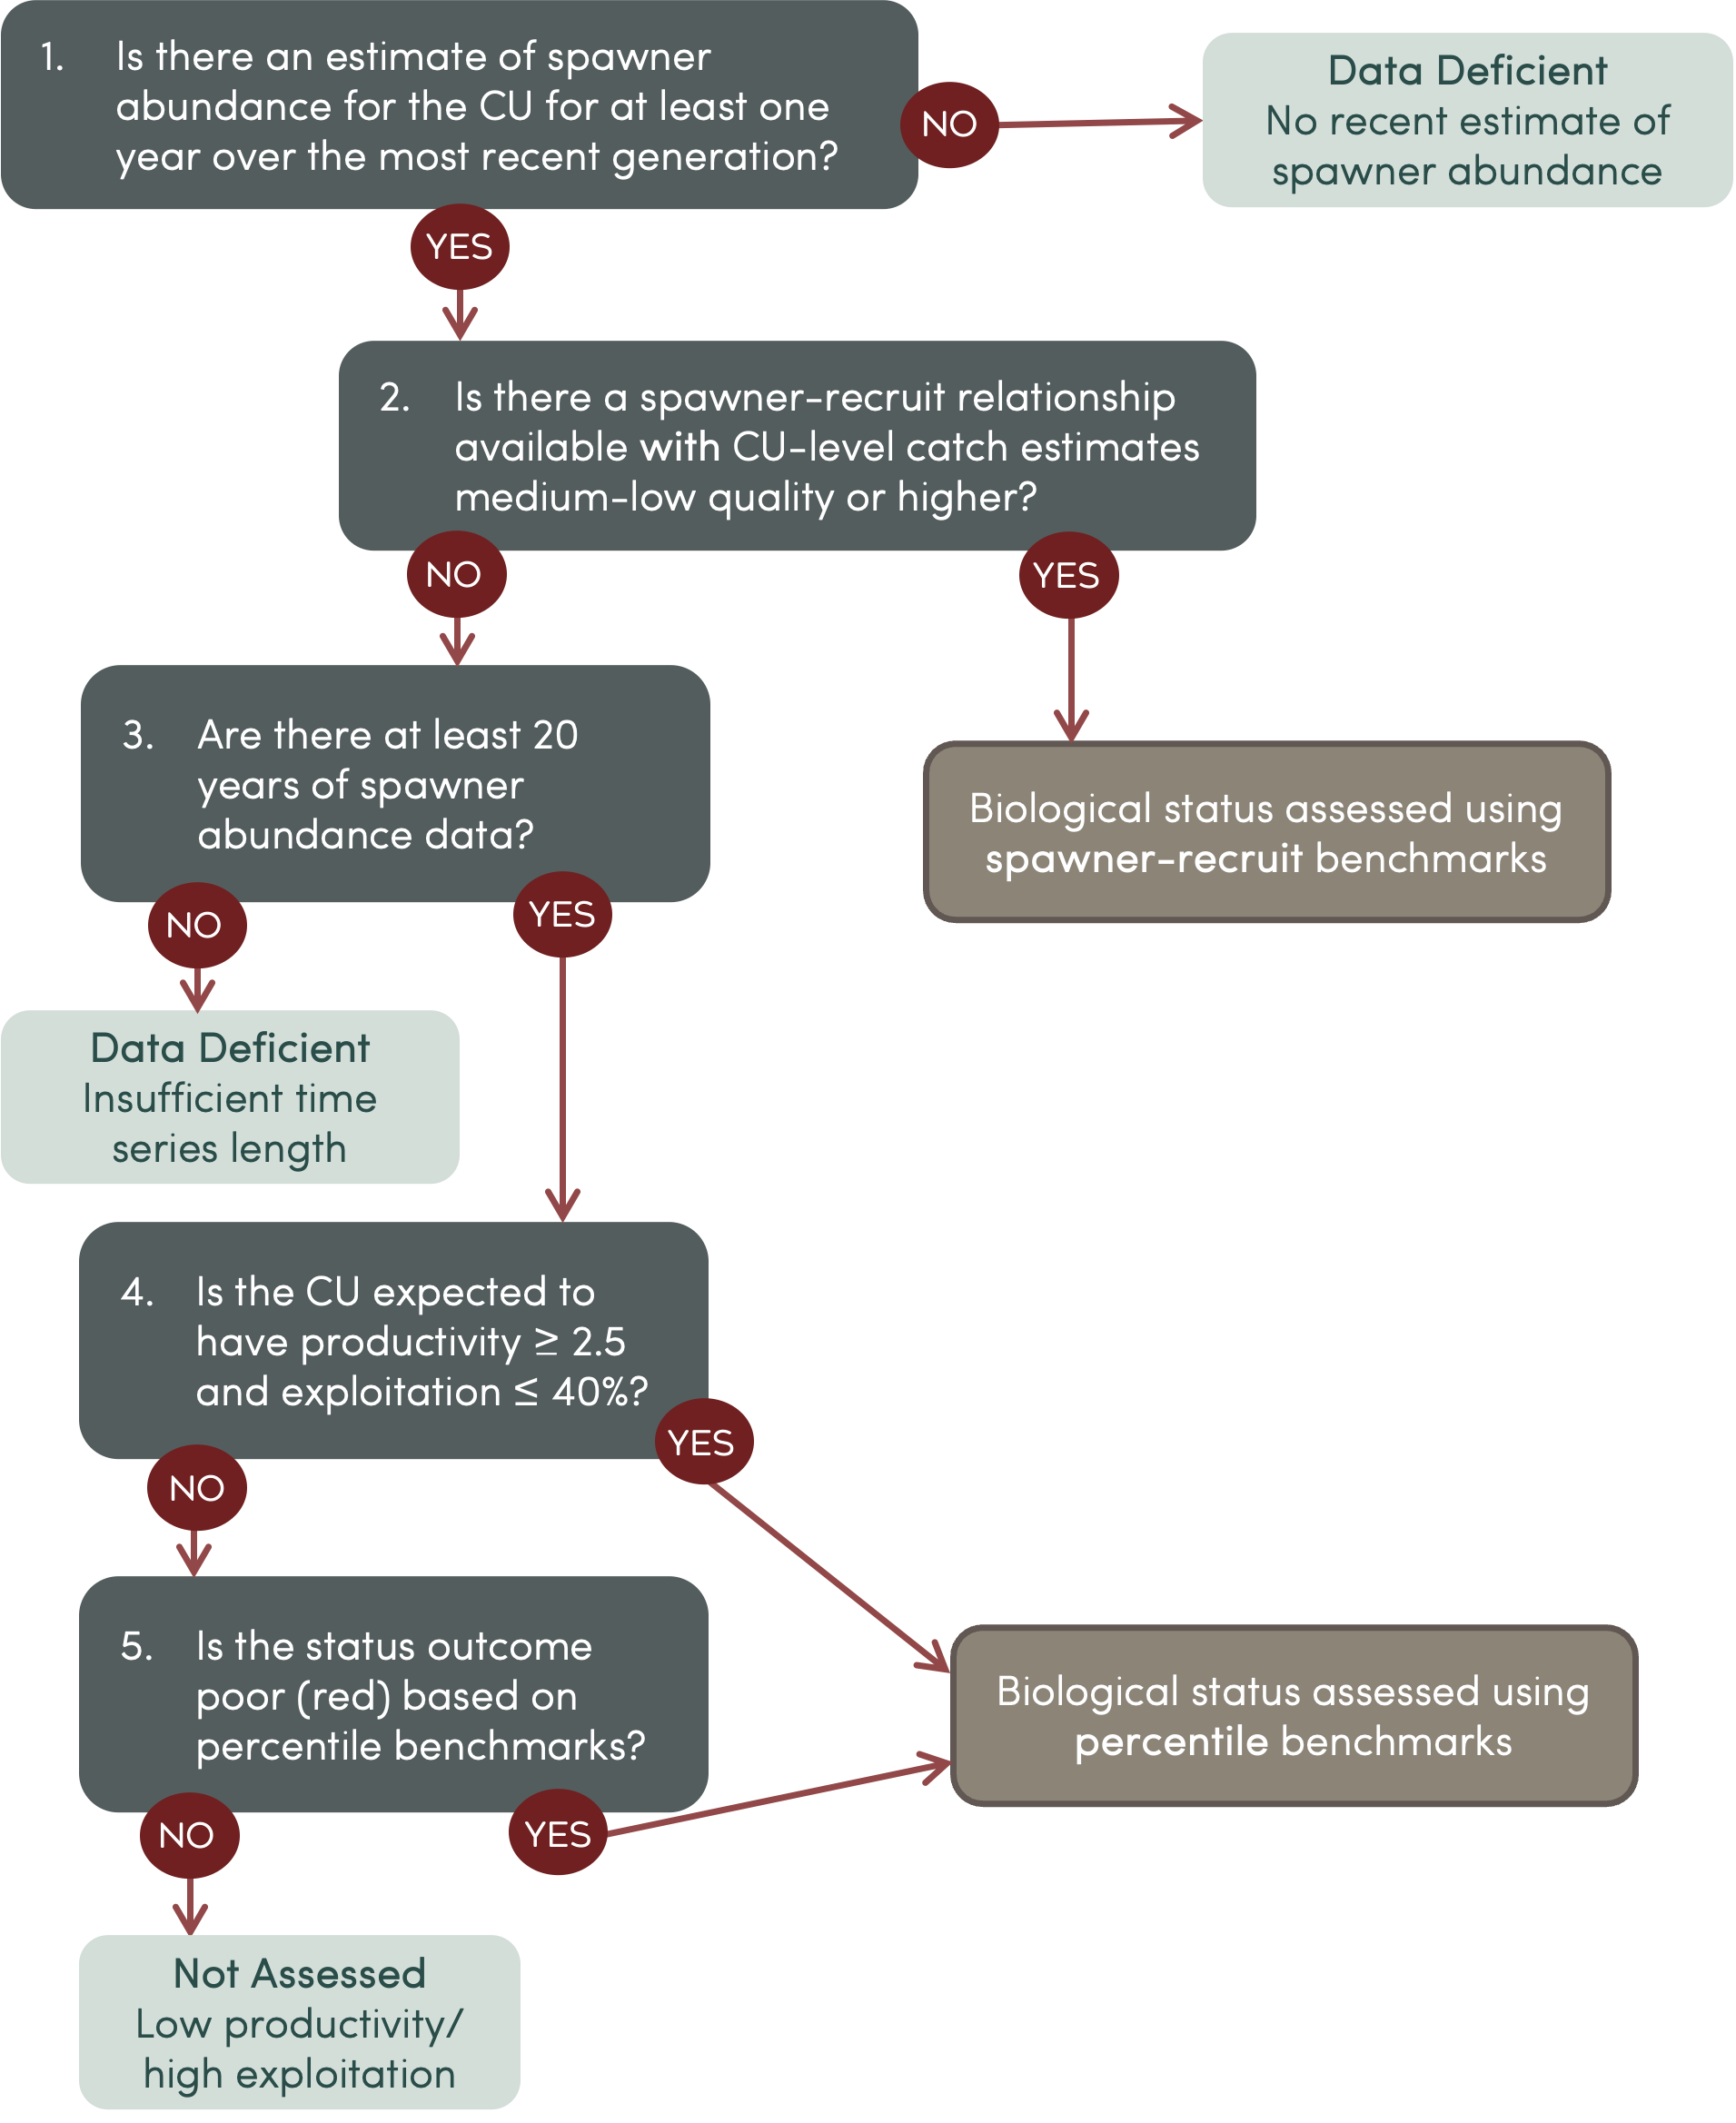 1. Is there an estimate of spawner
abundance for the CU for at least one
year over the most recent generation?
NO
Data Deficient
No recent estimate of
spawner abundance
YES
2. Is there a spawner-recruit relationship
available with CU-level catch estimates
medium-low quality or higher?
NO
YES
3. Are there at least 20
years of spawner
abundance data?
Biological status assessed using
spawner-recruit benchmarks
NO
YES
Data Deficient
Insufficient time
series length
4. Is the CU expected to
have productivity ≥ 2.5
and exploitation ≤ 40%?
YES
NO
5. Is the status outcome
poor (red) based on
percentile benchmarks?
Biological status assessed using
percentile benchmarks
NO
YES
Not Assessed
Low productivity/
high exploitation